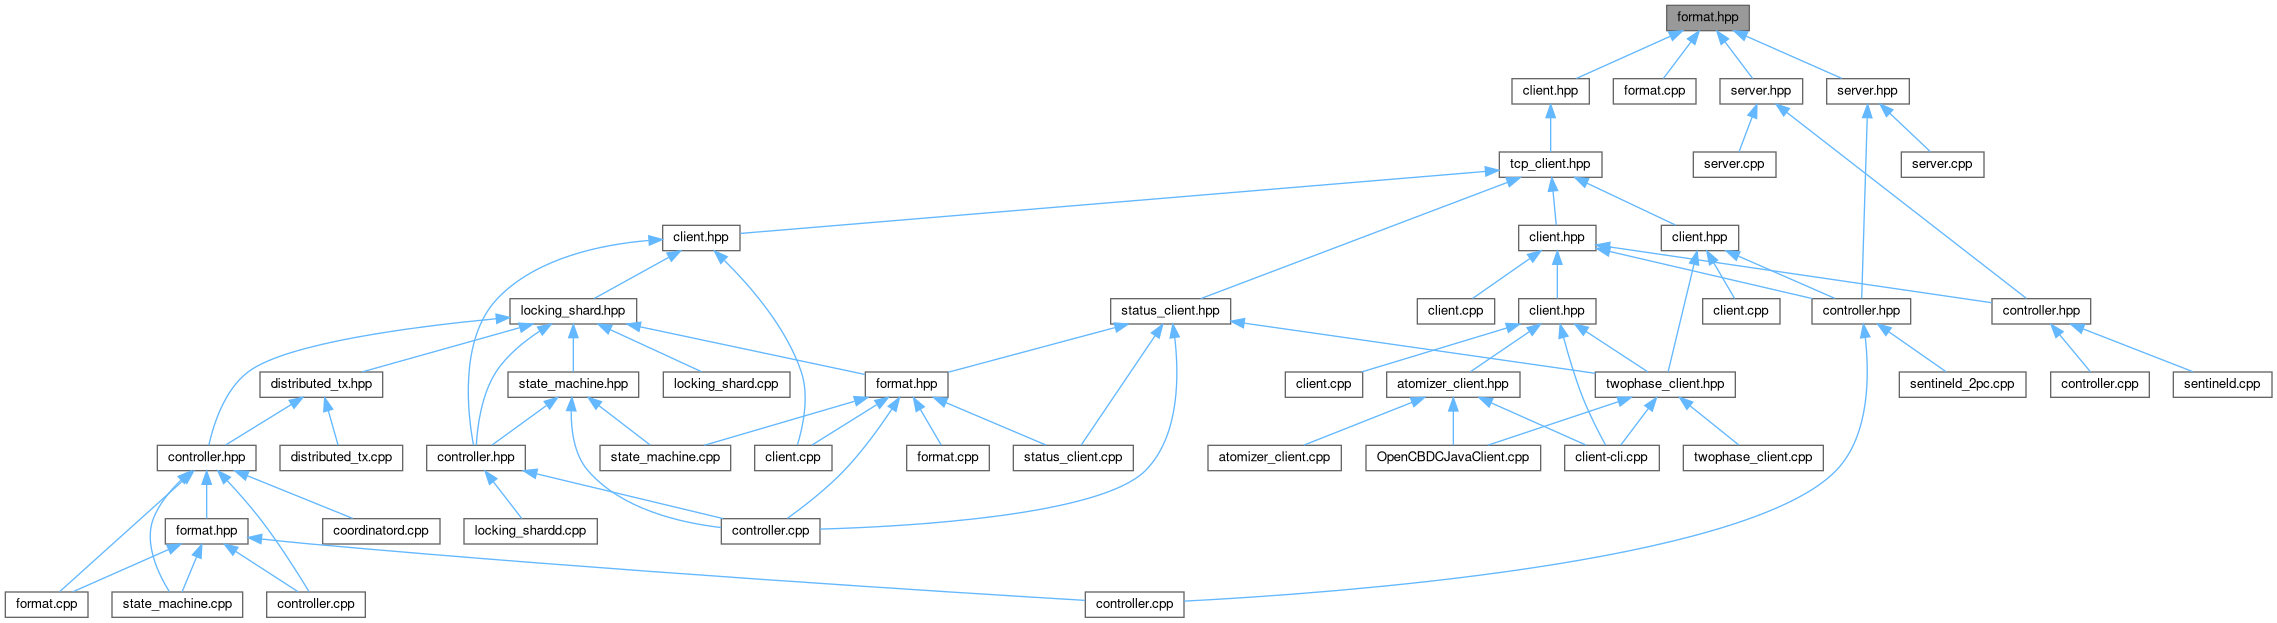 format.hpp
client.hpp
format.cpp
server.hpp
server.hpp
tcp_client.hpp
server.cpp
server.cpp
client.hpp
client.hpp
client.hpp
locking_shard.hpp
status_client.hpp
client.cpp
client.hpp
client.cpp
controller.hpp
controller.hpp
distributed_tx.hpp
state_machine.hpp
locking_shard.cpp
format.hpp
client.cpp
atomizer_client.hpp
twophase_client.hpp
sentineld_2pc.cpp
controller.cpp
sentineld.cpp
controller.hpp
distributed_tx.cpp
controller.hpp
state_machine.cpp
client.cpp
format.cpp
status_client.cpp
atomizer_client.cpp
OpenCBDCJavaClient.cpp
client-cli.cpp
twophase_client.cpp
format.hpp
coordinatord.cpp
locking_shardd.cpp
controller.cpp
format.cpp
state_machine.cpp
controller.cpp
controller.cpp